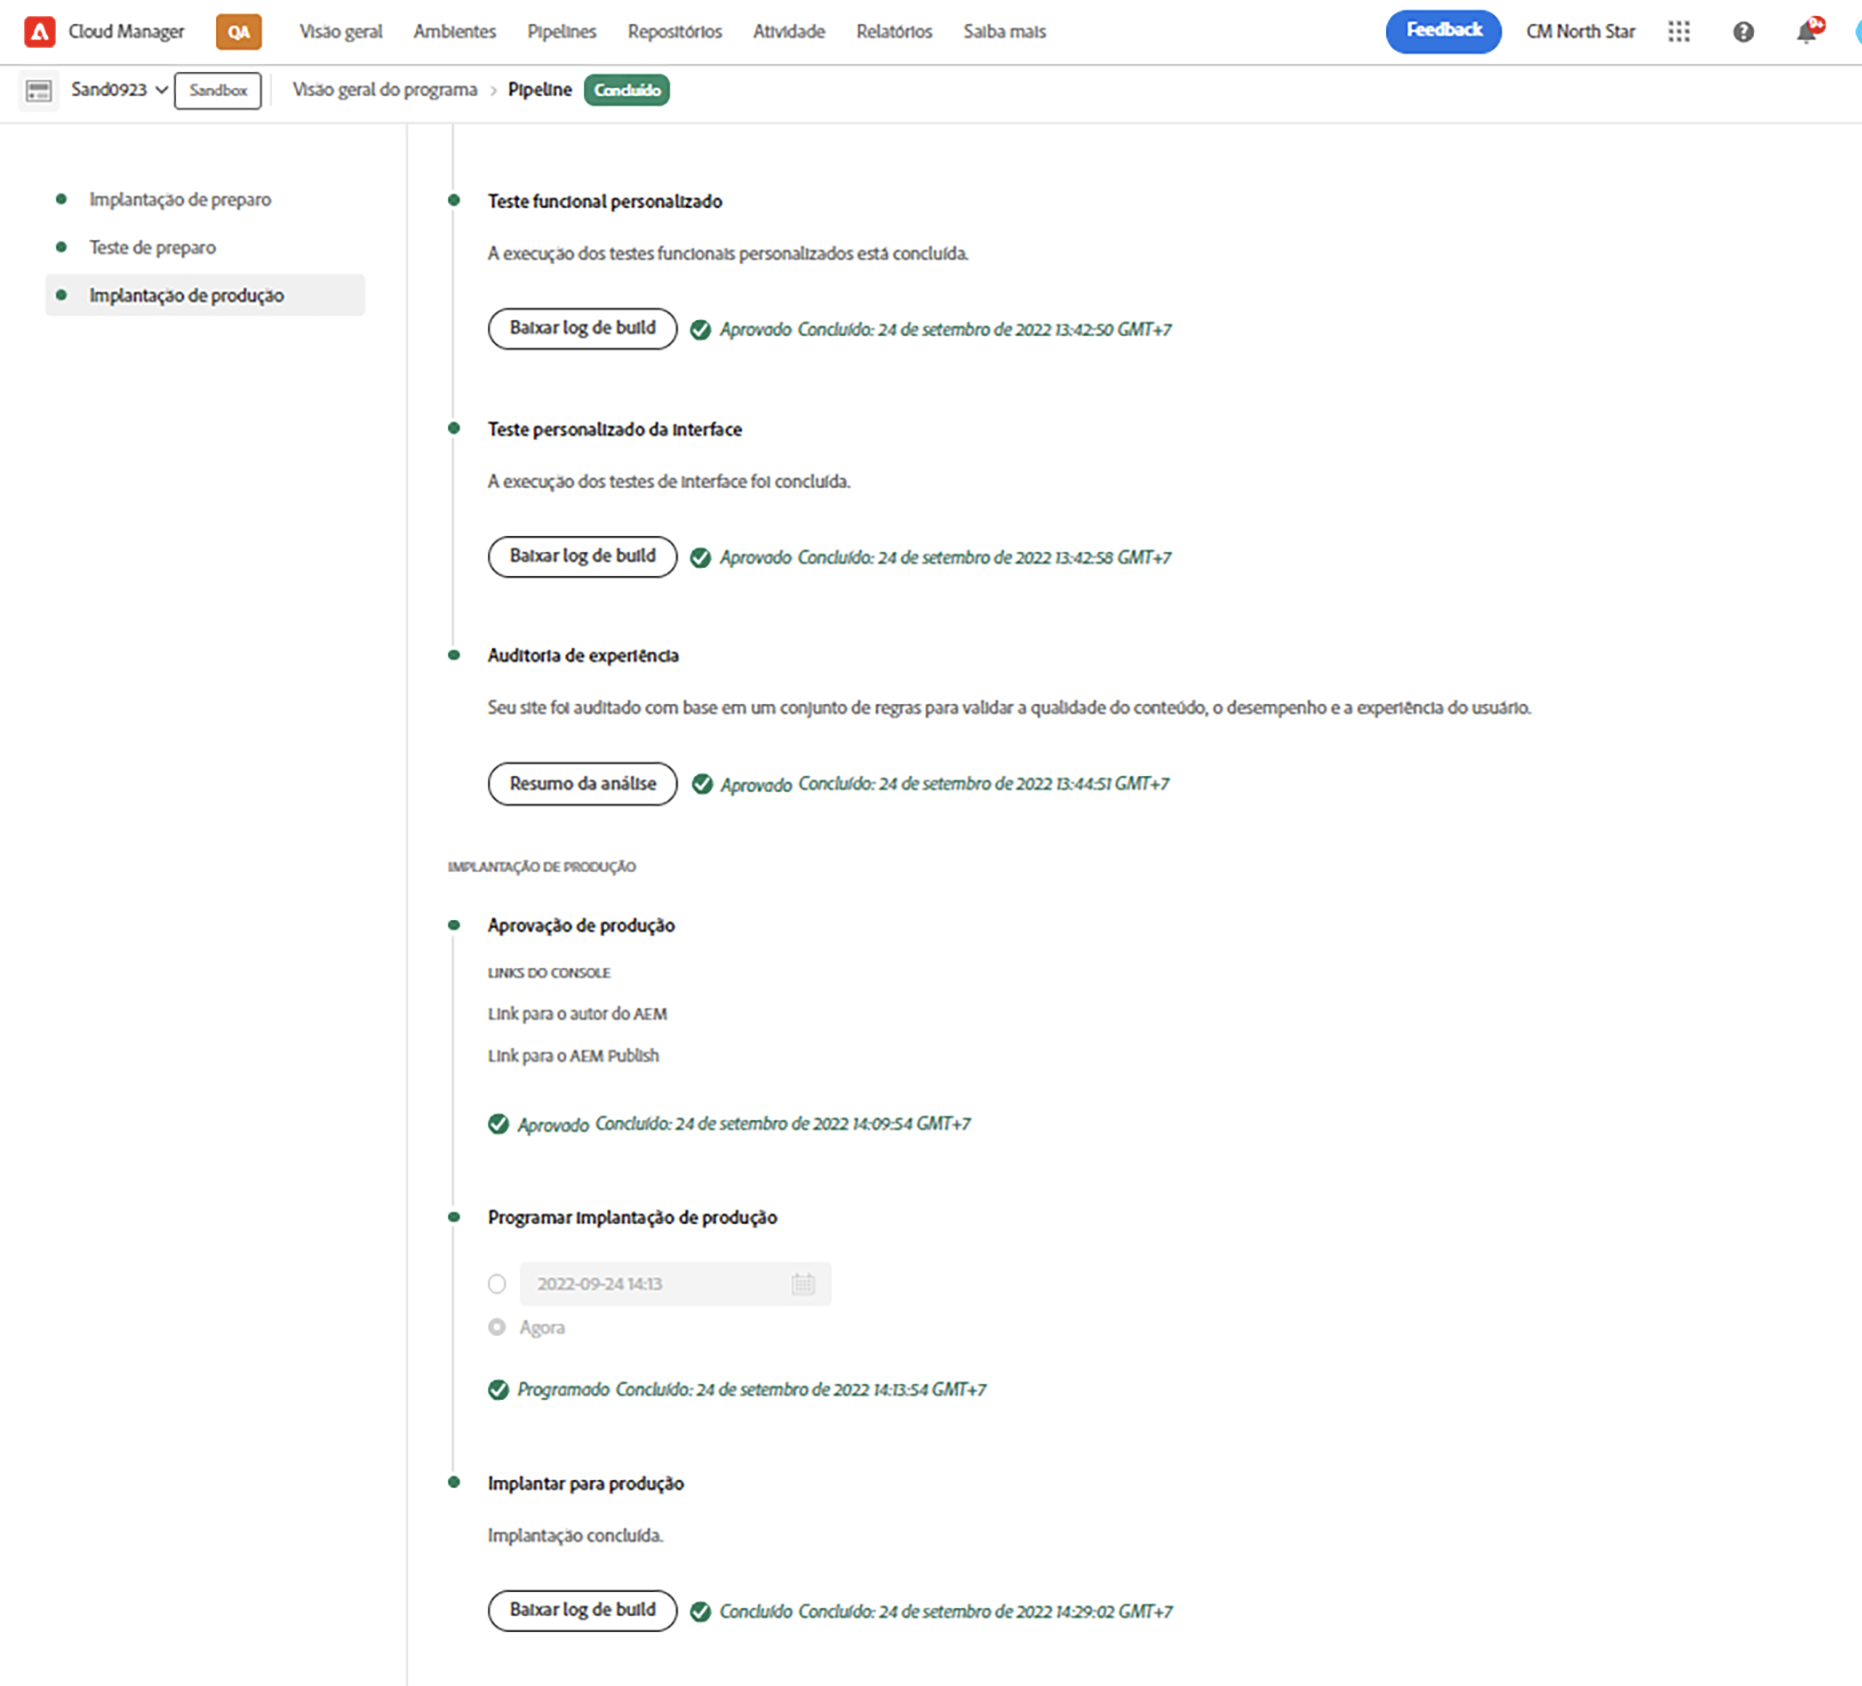 Cloud Manager QA Visão geral Ambientes Pipelines Repositórios Atividade Relatórios Saiba mais Feedback CM North Star 9+
Sand0923 Sandbox Visão geral do programa > Pipeline Concluído
Implantação de preparo
Teste de preparo
Implantação de produção
Teste funcional personalizado
A execução dos testes funcionais personalizados está concluída.
Baixar log de build Aprovado Concluído: 24 de setembro de 2022 13:42:50 GMT+7
Teste personalizado da interface
A execução dos testes de interface foi concluída.
Baixar log de build Aprovado Concluído: 24 de setembro de 2022 13:42:58 GMT+7
Auditoria de experiência
Seu site foi auditado com base em um conjunto de regras para validar a qualidade do conteúdo, o desempenho e a experiência do usuário.
Resumo da análise Aprovado Concluído: 24 de setembro de 2022 13:44:51 GMT+7
IMPLANTAÇÃO DE PRODUÇÃO
Aprovação de produção
LINKS DO CONSOLE
Link para o autor do AEM
Link para o AEM Publish
Aprovado Concluído: 24 de setembro de 2022 14:09:54 GMT+7
Programar implantação de produção
2022-09-24 14:13
Agora
Programado Concluído: 24 de setembro de 2022 14:13:54 GMT+7
Implantar para produção
Implantação concluída.
Baixar log de build Concluído Concluído: 24 de setembro de 2022 14:29:02 GMT+7